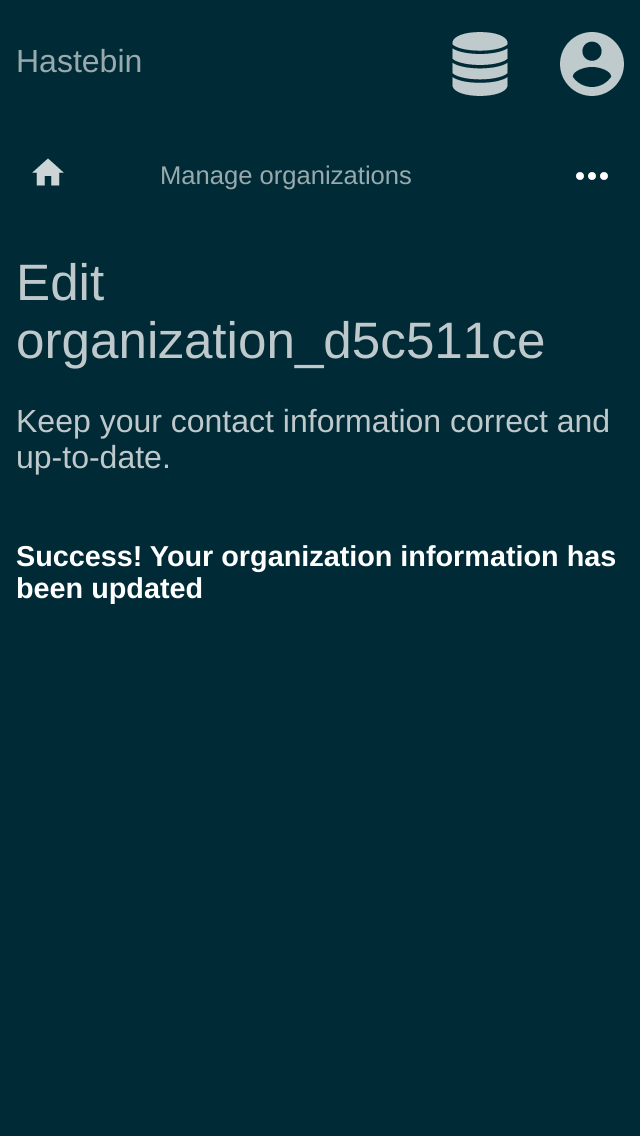 Hastebin
Manage organizations
Edit
organization_d5c511ce
Keep your contact information correct and
up-to-date.
Success! Your organization information has
been updated